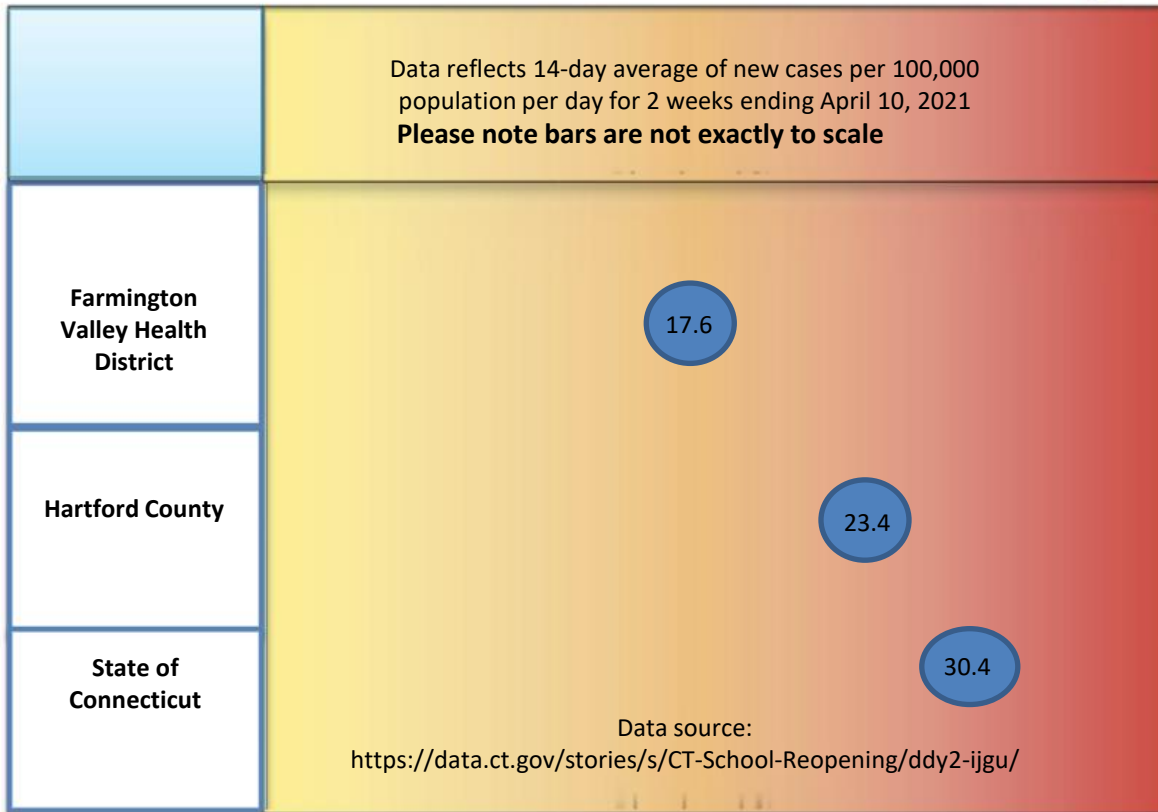 Data reflects 14-day average of new cases per 100,000
population per day for 2 weeks ending April 10, 2021
Please note bars are not exactly to scale
Farmington
Valley Health
District
17.6
Hartford County
23.4
State of
Connecticut
30.4
Data source:
https://data.ct.gov/stories/s/CT-School-Reopening/ddy2-ijgu/